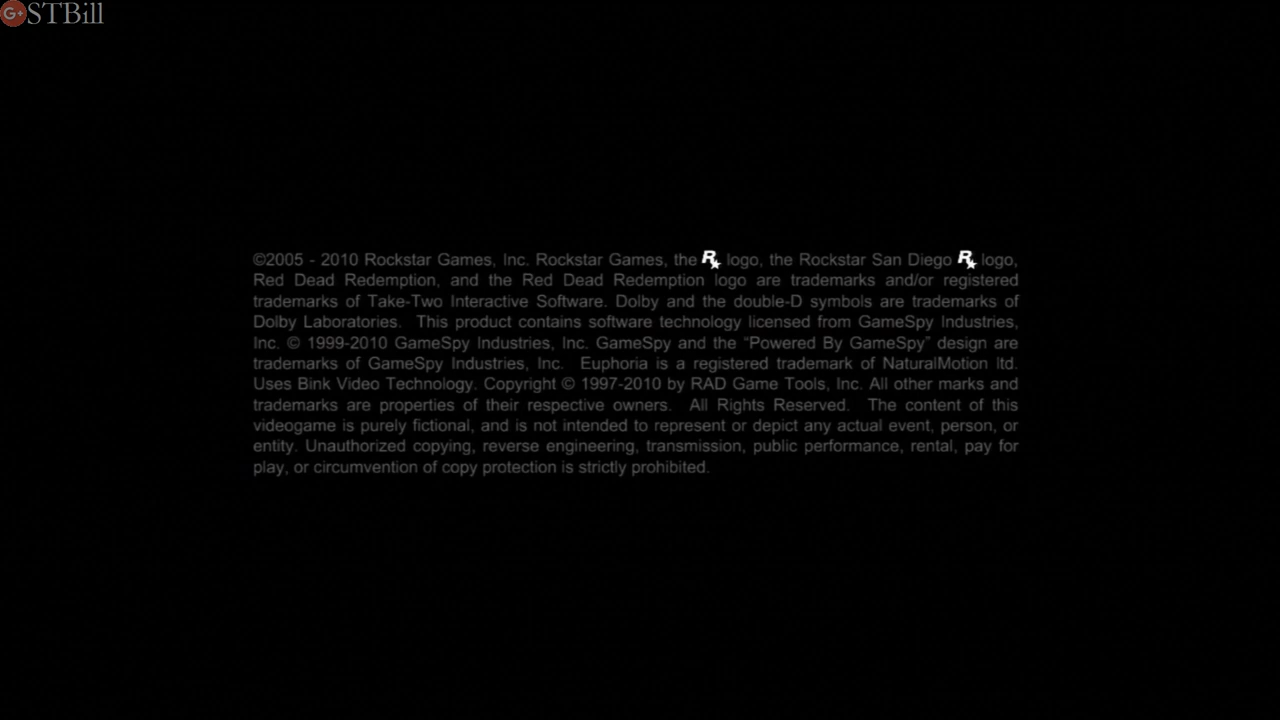 G+STBill
©2005 - 2010 Rockstar Games, Inc. Rockstar Games, the R logo, the Rockstar San Diego R logo,
Red Dead Redemption, and the Red Dead Redemption logo are trademarks and/or registered
trademarks of Take-Two Interactive Software. Dolby and the double-D symbols are trademarks of
Dolby Laboratories. This product contains software technology licensed from GameSpy Industries,
Inc. © 1999-2010 GameSpy Industries, Inc. GameSpy and the “Powered By GameSpy” design are
trademarks of GameSpy Industries, Inc. Euphoria is a registered trademark of NaturalMotion ltd.
Uses Bink Video Technology. Copyright © 1997-2010 by RAD Game Tools, Inc. All other marks and
trademarks are properties of their respective owners. All Rights Reserved. The content of this
videogame is purely fictional, and is not intended to represent or depict any actual event, person, or
entity. Unauthorized copying, reverse engineering, transmission, public performance, rental, pay for
play, or circumvention of copy protection is strictly prohibited.